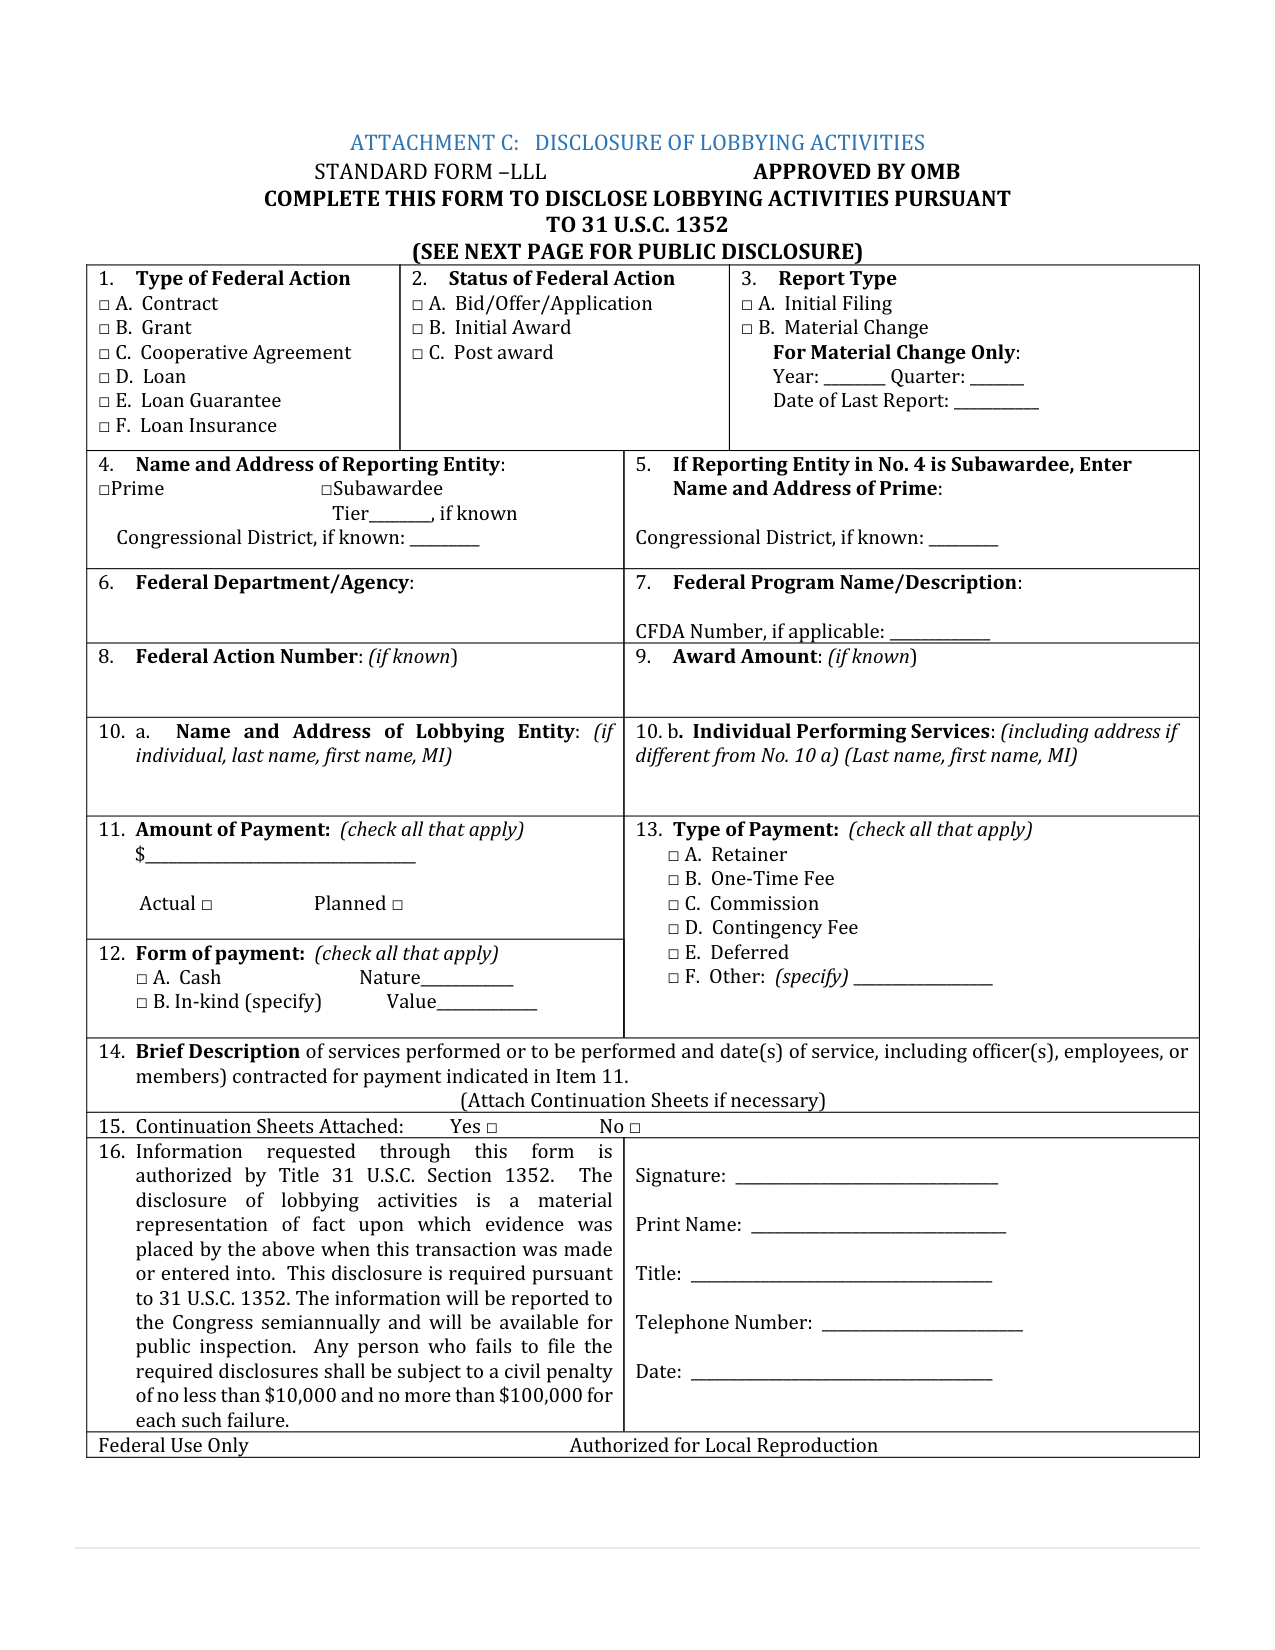 ATTACHMENT C:   DISCLOSURE OF LOBBYING ACTIVITIES
STANDARD FORM –LLL   APPROVED BY OMB
COMPLETE THIS FORM TO DISCLOSE LOBBYING ACTIVITIES PURSUANT
TO 31 U.S.C. 1352
(SEE NEXT PAGE FOR PUBLIC DISCLOSURE)
1. Type of Federal Action
□ A. Contract
□ B. Grant
□ C. Cooperative Agreement
□ D. Loan
□ E. Loan Guarantee
□ F. Loan Insurance
2. Status of Federal Action
□ A. Bid/Offer/Application
□ B. Initial Award
□ C. Post award
3. Report Type
□ A. Initial Filing
□ B. Material Change
For Material Change Only:
Year: ________ Quarter: _______
Date of Last Report: ___________
4. Name and Address of Reporting Entity:
□Prime   □Subawardee
Tier________, if known
Congressional District, if known: _________
5. If Reporting Entity in No. 4 is Subawardee, Enter
Name and Address of Prime:
Congressional District, if known: _________
6. Federal Department/Agency:
7. Federal Program Name/Description:
CFDA Number, if applicable: _____________
8. Federal Action Number: (if known)
9. Award Amount: (if known)
10. a. Name and Address of Lobbying Entity: (if
individual, last name, first name, MI)
10. b. Individual Performing Services: (including address if
different from No. 10 a) (Last name, first name, MI)
11. Amount of Payment: (check all that apply)
$___________________________________
Actual □   Planned □
12. Form of payment: (check all that apply)
□ A. Cash   Nature____________
□ B. In-kind (specify)   Value_____________
13. Type of Payment: (check all that apply)
□ A. Retainer
□ B. One-Time Fee
□ C. Commission
□ D. Contingency Fee
□ E. Deferred
□ F. Other: (specify) __________________
14. Brief Description of services performed or to be performed and date(s) of service, including officer(s), employees, or
members) contracted for payment indicated in Item 11.
(Attach Continuation Sheets if necessary)
15. Continuation Sheets Attached:   Yes □   No □
16. Information requested through this form is
authorized by Title 31 U.S.C. Section 1352. The
disclosure of lobbying activities is a material
representation of fact upon which evidence was
placed by the above when this transaction was made
or entered into. This disclosure is required pursuant
to 31 U.S.C. 1352. The information will be reported to
the Congress semiannually and will be available for
public inspection. Any person who fails to file the
required disclosures shall be subject to a civil penalty
of no less than $10,000 and no more than $100,000 for
each such failure.
Signature: __________________________________
Print Name: _________________________________
Title: _______________________________________
Telephone Number: __________________________
Date: _______________________________________
Federal Use Only   Authorized for Local Reproduction